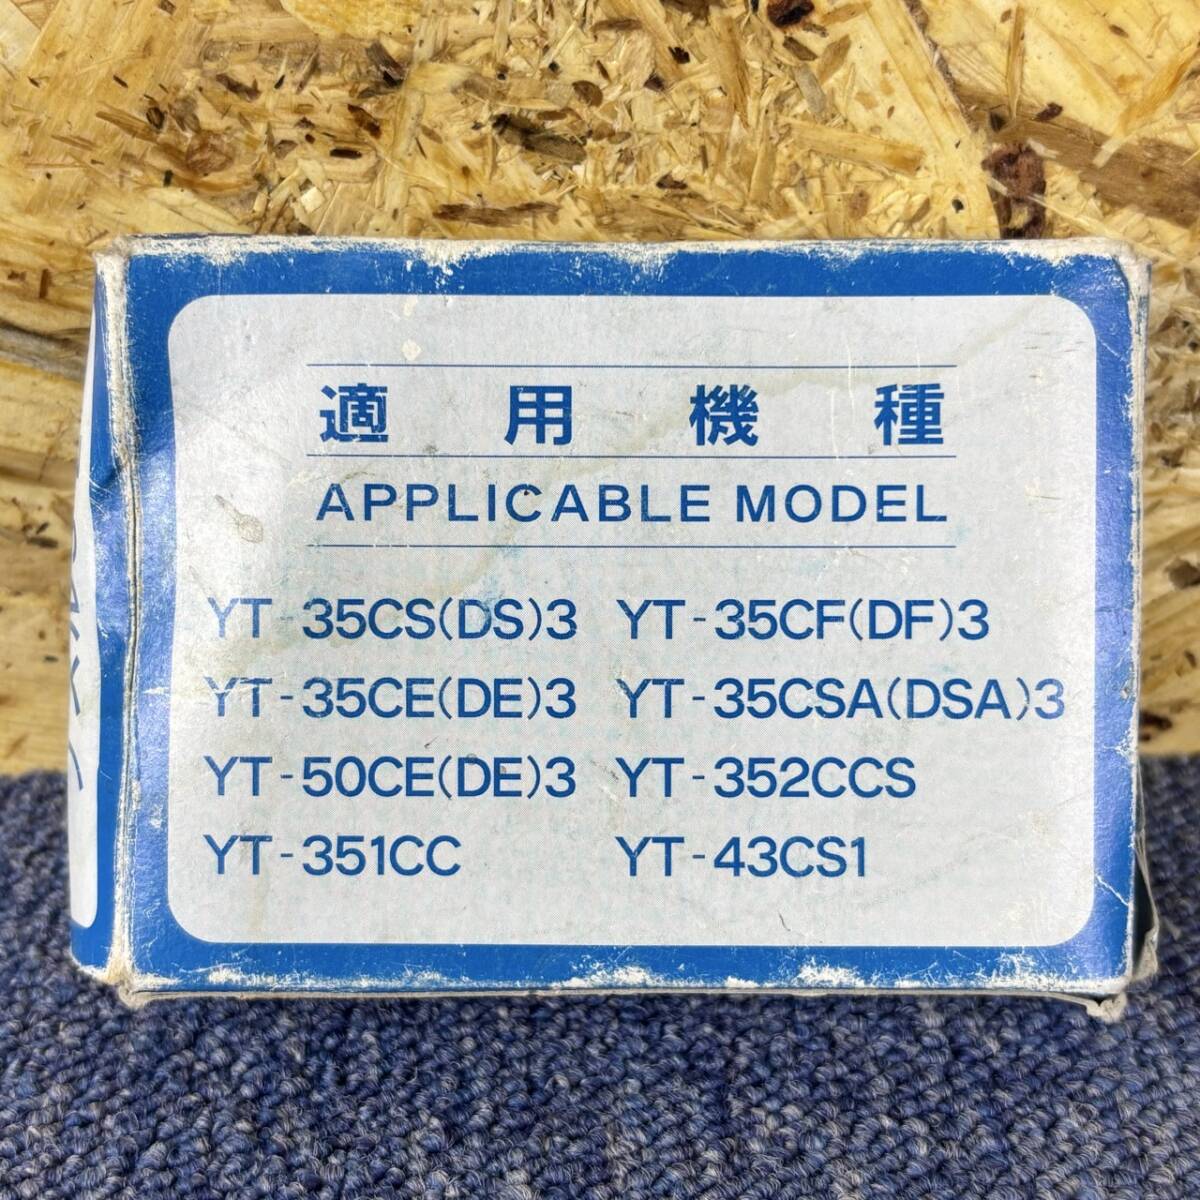 適用機種
APPLICABLE MODEL
YT-35CS(DS)3 YT-35CF(DF)3
YT-35CE(DE)3 YT-35CSA(DSA)3
YT-50CE(DE)3 YT-352CCS
YT-351CC YT-43CS1